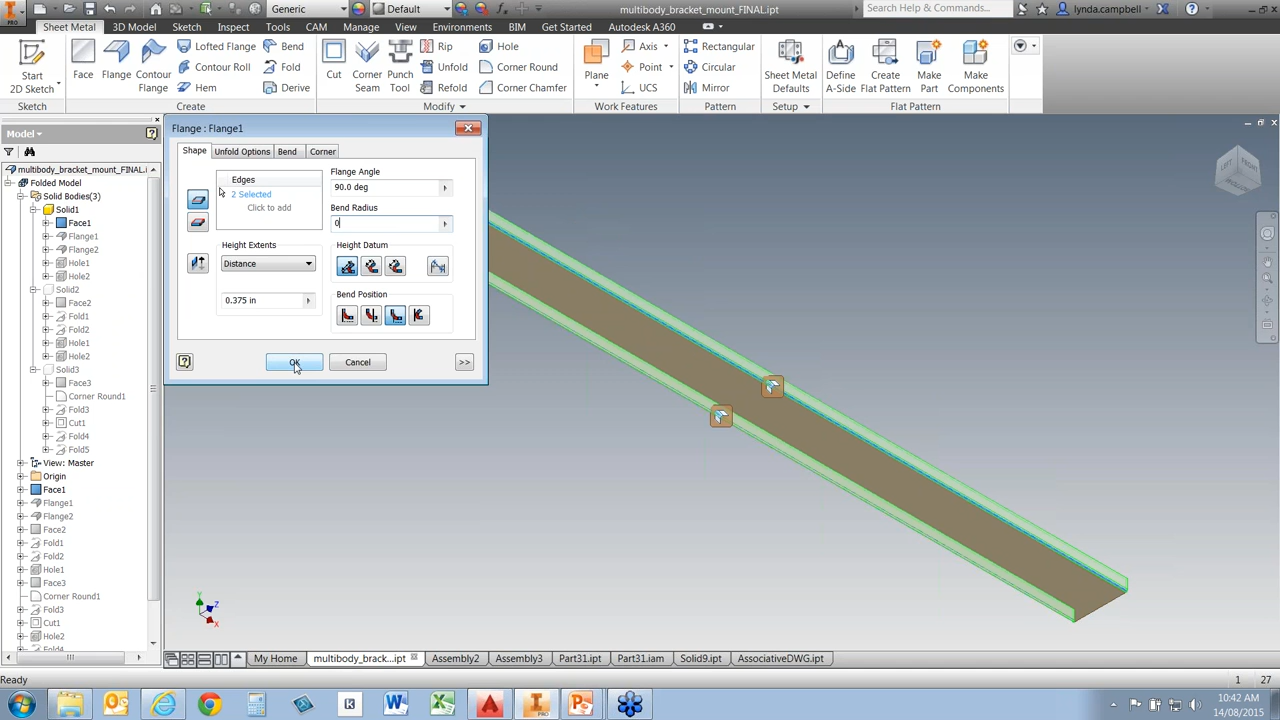 Generic
Default
multibody_bracket_mount_FINAL.ipt
Search Help & Commands...
lynda.campbell
PRO
Sheet Metal
3D Model
Sketch
Inspect
Tools
CAM
Manage
View
Environments
BIM
Get Started
Autodesk A360
Start
2D Sketch
Face
Flange
Contour
Flange
Lofted Flange
Contour Roll
Hem
Bend
Fold
Derive
Cut
Corner
Seam
Punch
Tool
Rip
Unfold
Refold
Hole
Corner Round
Corner Chamfer
Plane
Axis
Point
UCS
Rectangular
Circular
Mirror
Sheet Metal
Defaults
Define
A-Side
Create
Flat Pattern
Make
Part
Make
Components
Sketch
Create
Modify
Work Features
Pattern
Setup
Flat Pattern
Model
multibody_bracket_mount_FINAL.i
Folded Model
Solid Bodies(3)
Solid1
Face1
Flange1
Flange2
Hole1
Hole2
Solid2
Face2
Fold1
Fold2
Hole1
Hole2
Solid3
Face3
Corner Round1
Fold3
Cut1
Fold4
Fold5
View: Master
Origin
Face1
Flange1
Flange2
Face2
Fold1
Fold2
Hole1
Face3
Corner Round1
Fold3
Cut1
Hole2
Fold4
Flange : Flange1
Shape
Unfold Options
Bend
Corner
Edges
2 Selected
Click to add
Flange Angle
90.0 deg
Bend Radius
0
Height Extents
Distance
0.375 in
Height Datum
Bend Position
OK
Cancel
>>
LEFT
FRONT
Y
Z
X
My Home
multibody_brack...ipt
Assembly2
Assembly3
Part31.ipt
Part31.iam
Solid9.ipt
AssociativeDWG.ipt
Ready
1
27
10:42 AM
14/08/2015